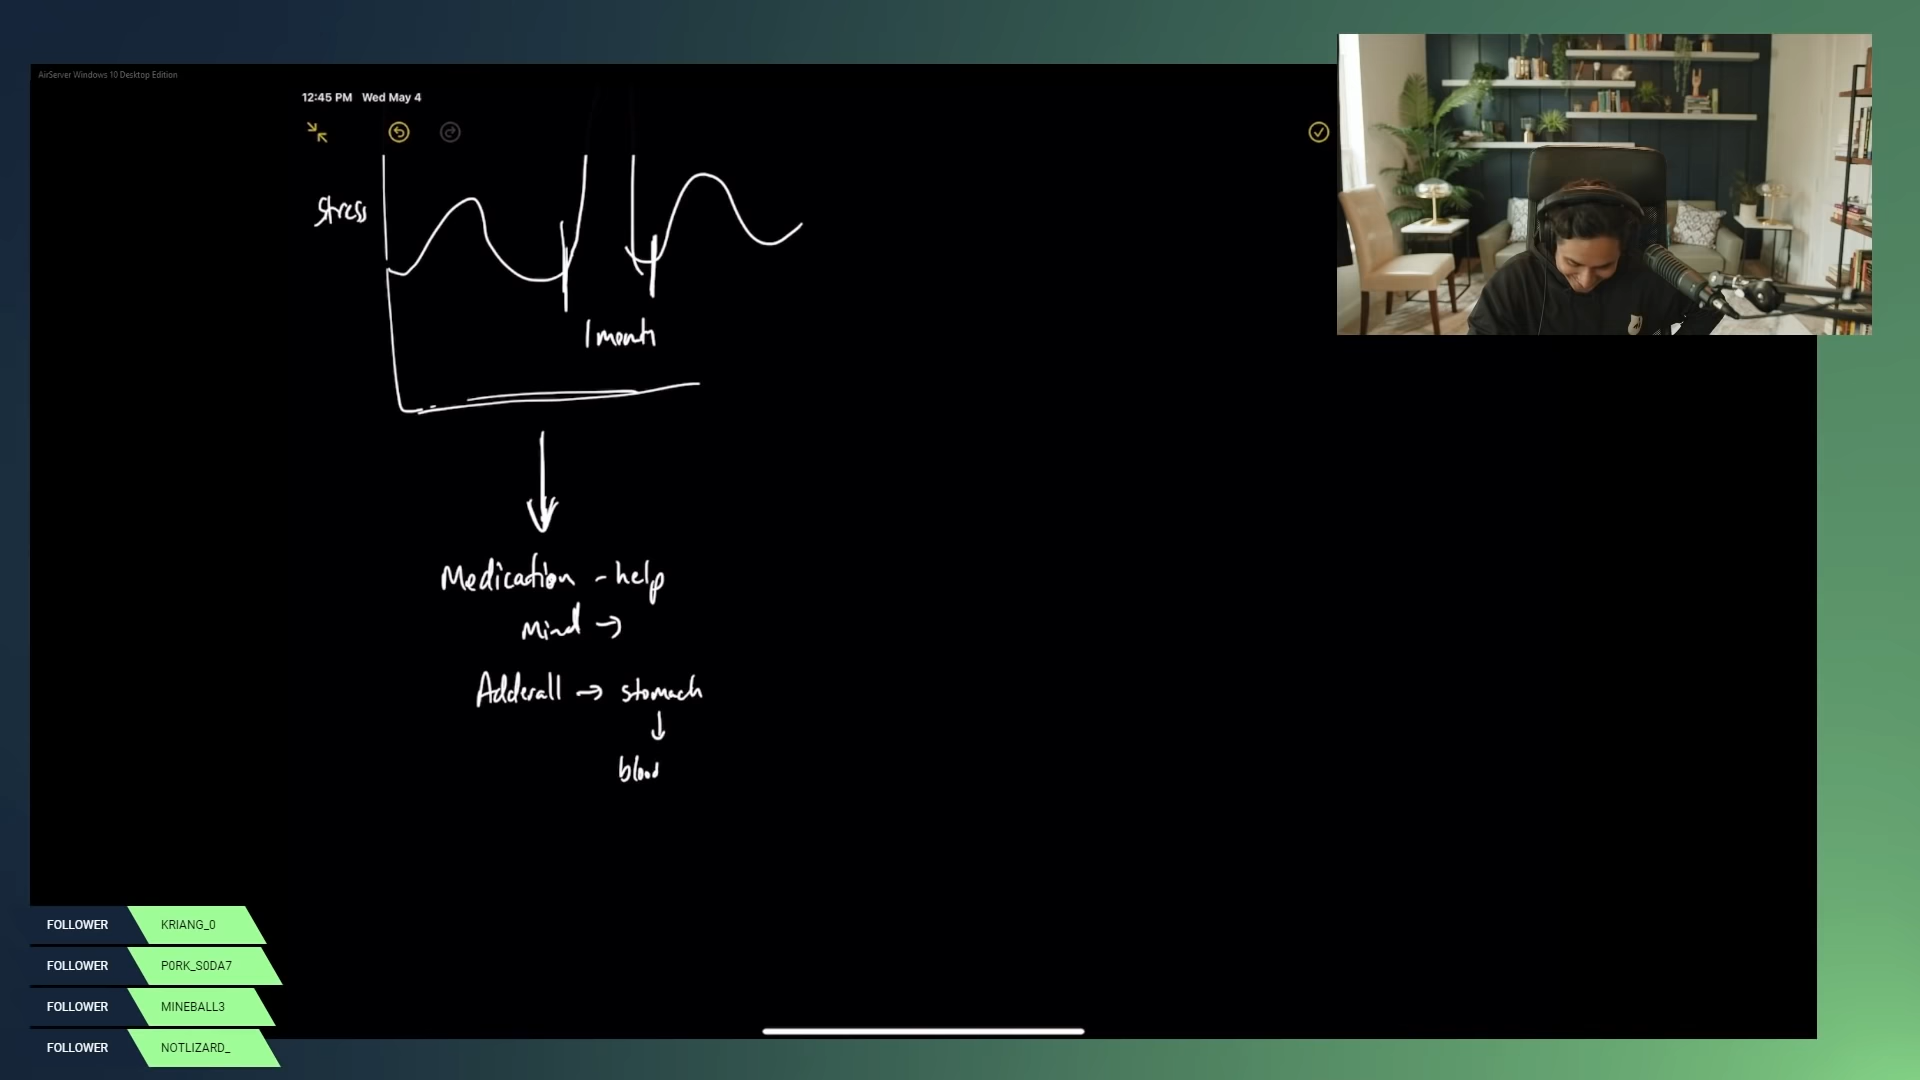 AirServer Windows 10 Desktop Edition
12:45 PM Wed May 4
Stress
1 month
Medication - help
Mind →
Adderall → stomach
↓
blood
FOLLOWER KRIANG_0
FOLLOWER P0RK_S0DA7
FOLLOWER MINEBALL3
FOLLOWER NOTLIZARD_